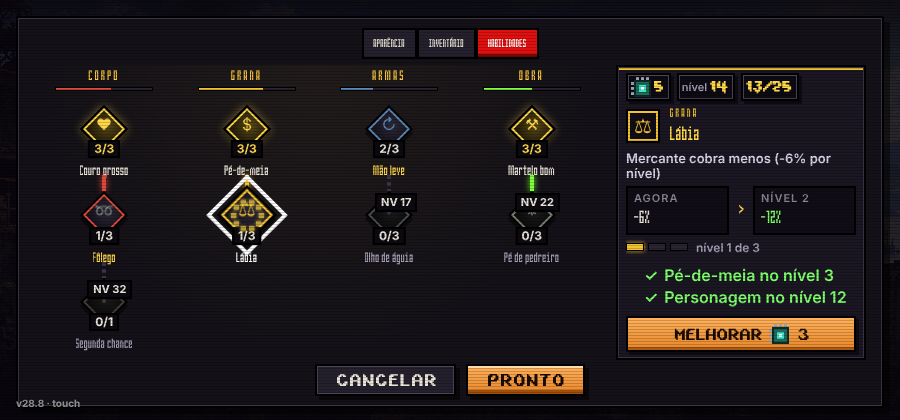 APARÊNCIA INVENTÁRIO HABILIDADES
CORPO GRANA ARMAS OBRA
3/3 3/3 2/3 3/3
Couro grosso Pé-de-meia Mão leve Martelo bom
NV 17 NV 22
1/3 1/3 0/3 0/3
Fôlego Lábia Olho de águia Pé de pedreiro
NV 32
0/1
Segunda chance
CANCELAR PRONTO
5 nível 14 13/25
GRANA
Lábia
Mercante cobra menos (-6% por
nível)
AGORA NÍVEL 2
-6% › -12%
nível 1 de 3
✓ Pé-de-meia no nível 3
✓ Personagem no nível 12
MELHORAR 3
v28.8 · touch